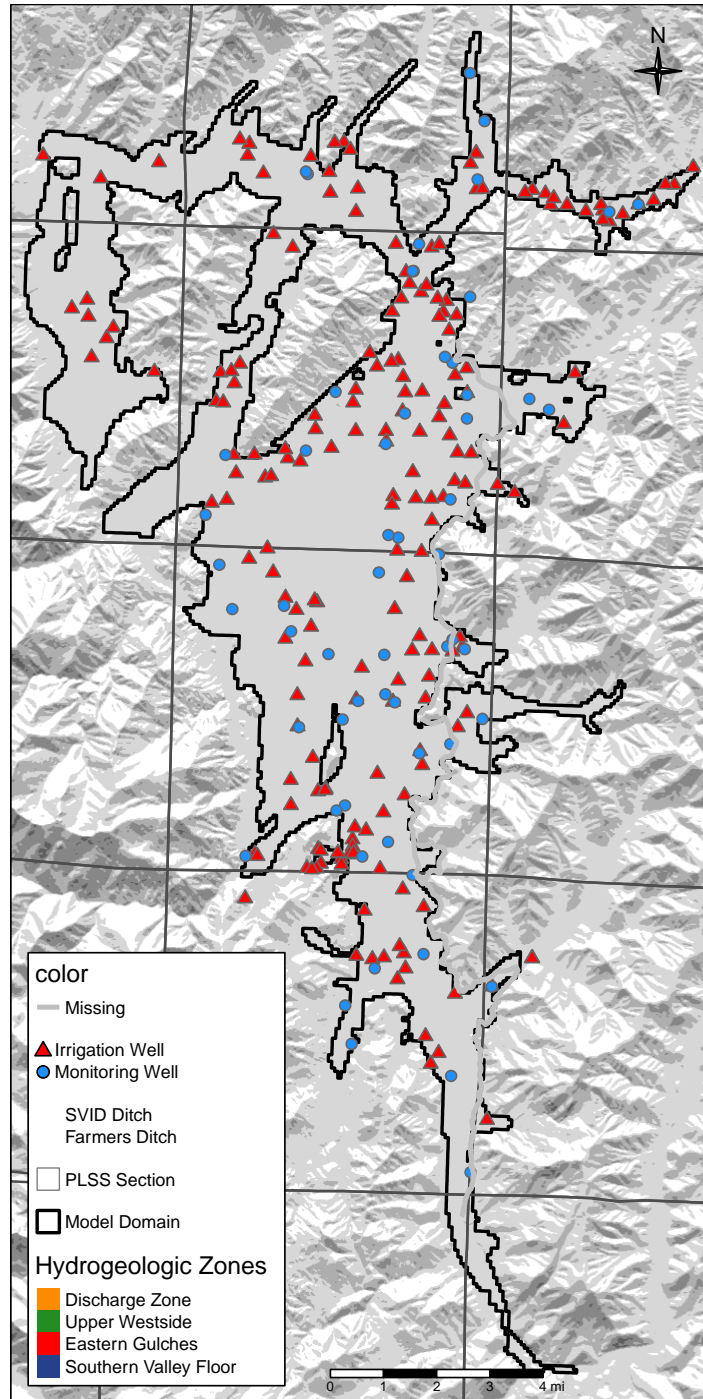 N
color
Missing
Irrigation Well
Monitoring Well
SVID Ditch
Farmers Ditch
PLSS Section
Model Domain
Hydrogeologic Zones
Discharge Zone
Upper Westside
Eastern Gulches
Southern Valley Floor
0 1 2 3 4 mi